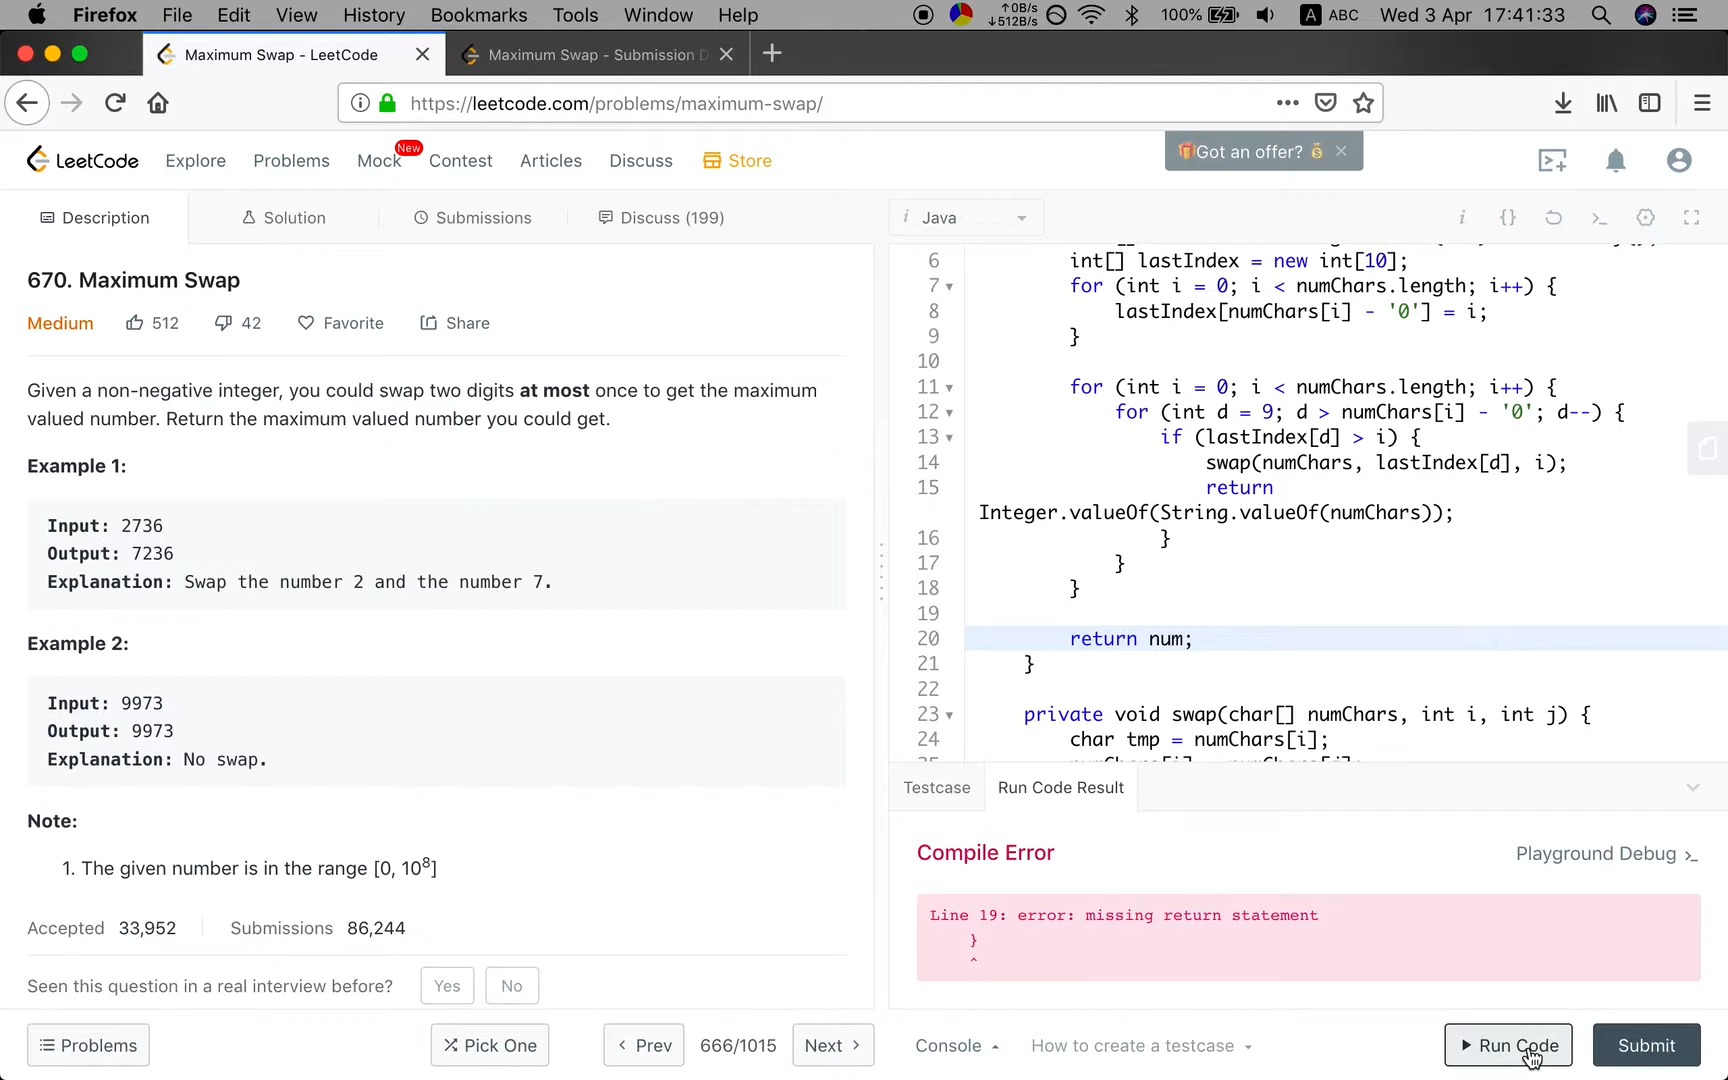 Firefox File Edit View History Bookmarks Tools Window Help ↑0B/s ↓512B/s 100% A ABC Wed 3 Apr 17:41:33
Maximum Swap - LeetCode Maximum Swap - Submission D
https://leetcode.com/problems/maximum-swap/
LeetCode Explore Problems Mock New Contest Articles Discuss Store Got an offer?
Description Solution Submissions Discuss (199)
670. Maximum Swap
Medium 512 42 Favorite Share
Given a non-negative integer, you could swap two digits at most once to get the maximum
valued number. Return the maximum valued number you could get.
Example 1:
Input: 2736
Output: 7236
Explanation: Swap the number 2 and the number 7.
Example 2:
Input: 9973
Output: 9973
Explanation: No swap.
Note:
1. The given number is in the range [0, 10⁸]
Accepted 33,952 Submissions 86,244
Seen this question in a real interview before? Yes No
Problems Pick One Prev 666/1015 Next
i Java
6 int[] lastIndex = new int[10];
7 for (int i = 0; i < numChars.length; i++) {
8 lastIndex[numChars[i] - '0'] = i;
9 }
10
11 for (int i = 0; i < numChars.length; i++) {
12 for (int d = 9; d > numChars[i] - '0'; d--) {
13 if (lastIndex[d] > i) {
14 swap(numChars, lastIndex[d], i);
15 return
Integer.valueOf(String.valueOf(numChars));
16 }
17 }
18 }
19
20 return num;
21 }
22
23 private void swap(char[] numChars, int i, int j) {
24 char tmp = numChars[i];
Testcase Run Code Result
Compile Error Playground Debug
Line 19: error: missing return statement
}
^
Console How to create a testcase Run Code Submit